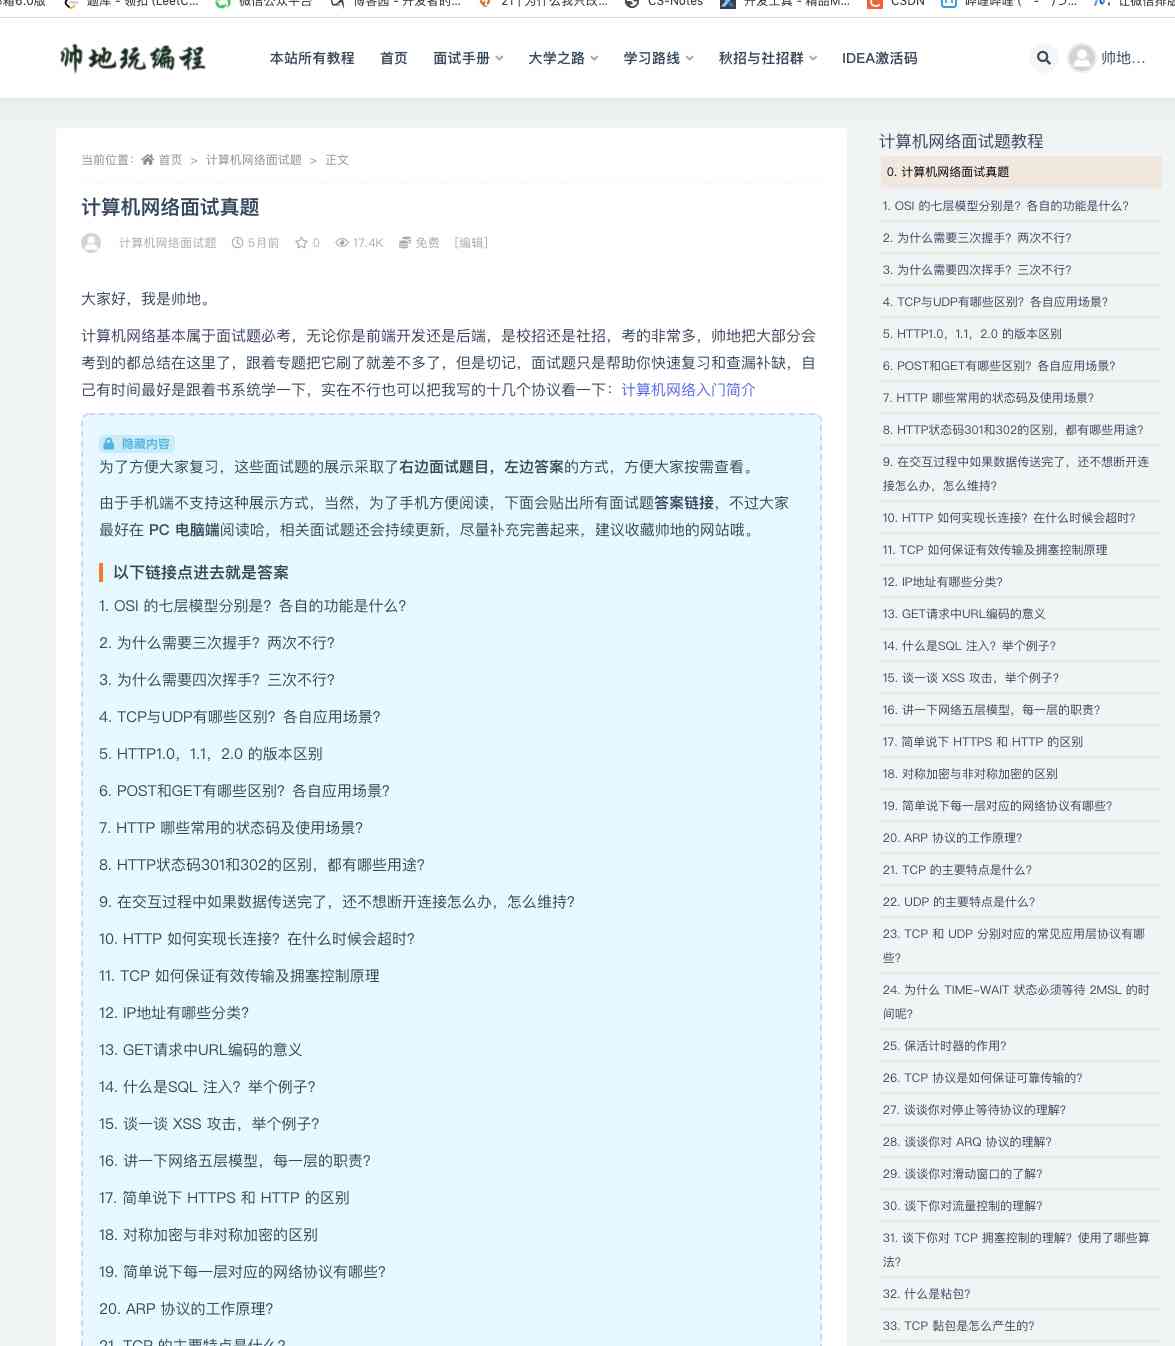 题库 - 领扣 (LeetC...
微信公众平台
博客园 - 开发者的...
CS-Notes
开发工具 - 精品M...
CSDN
帅地玩编程
本站所有教程 首页 面试手册 大学之路 学习路线 秋招与社招群 IDEA激活码
帅地...
当前位置： 首页 > 计算机网络面试题 > 正文
计算机网络面试真题
计算机网络面试题 5月前 0 17.4K 免费 [编辑]
大家好，我是帅地。
计算机网络基本属于面试题必考，无论你是前端开发还是后端，是校招还是社招，考的非常多，帅地把大部分会
考到的都总结在这里了，跟着专题把它刷了就差不多了，但是切记，面试题只是帮助你快速复习和查漏补缺，自
己有时间最好是跟着书系统学一下，实在不行也可以把我写的十几个协议看一下：计算机网络入门简介
隐藏内容
为了方便大家复习，这些面试题的展示采取了右边面试题目，左边答案的方式，方便大家按需查看。
由于手机端不支持这种展示方式，当然，为了手机方便阅读，下面会贴出所有面试题答案链接，不过大家
最好在 PC 电脑端阅读哈，相关面试题还会持续更新，尽量补充完善起来，建议收藏帅地的网站哦。
以下链接点进去就是答案
1. OSI 的七层模型分别是？各自的功能是什么？
2. 为什么需要三次握手？两次不行？
3. 为什么需要四次挥手？三次不行？
4. TCP与UDP有哪些区别？各自应用场景？
5. HTTP1.0，1.1，2.0 的版本区别
6. POST和GET有哪些区别？各自应用场景？
7. HTTP 哪些常用的状态码及使用场景？
8. HTTP状态码301和302的区别，都有哪些用途？
9. 在交互过程中如果数据传送完了，还不想断开连接怎么办，怎么维持？
10. HTTP 如何实现长连接？在什么时候会超时？
11. TCP 如何保证有效传输及拥塞控制原理
12. IP地址有哪些分类？
13. GET请求中URL编码的意义
14. 什么是SQL 注入？举个例子？
15. 谈一谈 XSS 攻击，举个例子？
16. 讲一下网络五层模型，每一层的职责？
17. 简单说下 HTTPS 和 HTTP 的区别
18. 对称加密与非对称加密的区别
19. 简单说下每一层对应的网络协议有哪些？
20. ARP 协议的工作原理？
21. TCP 的主要特点是什么？
计算机网络面试题教程
0. 计算机网络面试真题
1. OSI 的七层模型分别是？各自的功能是什么？
2. 为什么需要三次握手？两次不行？
3. 为什么需要四次挥手？三次不行？
4. TCP与UDP有哪些区别？各自应用场景？
5. HTTP1.0，1.1，2.0 的版本区别
6. POST和GET有哪些区别？各自应用场景？
7. HTTP 哪些常用的状态码及使用场景？
8. HTTP状态码301和302的区别，都有哪些用途？
9. 在交互过程中如果数据传送完了，还不想断开连
接怎么办，怎么维持？
10. HTTP 如何实现长连接？在什么时候会超时？
11. TCP 如何保证有效传输及拥塞控制原理
12. IP地址有哪些分类？
13. GET请求中URL编码的意义
14. 什么是SQL 注入？举个例子？
15. 谈一谈 XSS 攻击，举个例子？
16. 讲一下网络五层模型，每一层的职责？
17. 简单说下 HTTPS 和 HTTP 的区别
18. 对称加密与非对称加密的区别
19. 简单说下每一层对应的网络协议有哪些？
20. ARP 协议的工作原理？
21. TCP 的主要特点是什么？
22. UDP 的主要特点是什么？
23. TCP 和 UDP 分别对应的常见应用层协议有哪
些？
24. 为什么 TIME-WAIT 状态必须等待 2MSL 的时
间呢？
25. 保活计时器的作用？
26. TCP 协议是如何保证可靠传输的？
27. 谈谈你对停止等待协议的理解？
28. 谈谈你对 ARQ 协议的理解？
29. 谈谈你对滑动窗口的了解？
30. 谈下你对流量控制的理解？
31. 谈下你对 TCP 拥塞控制的理解？使用了哪些算
法？
32. 什么是粘包？
33. TCP 黏包是怎么产生的？